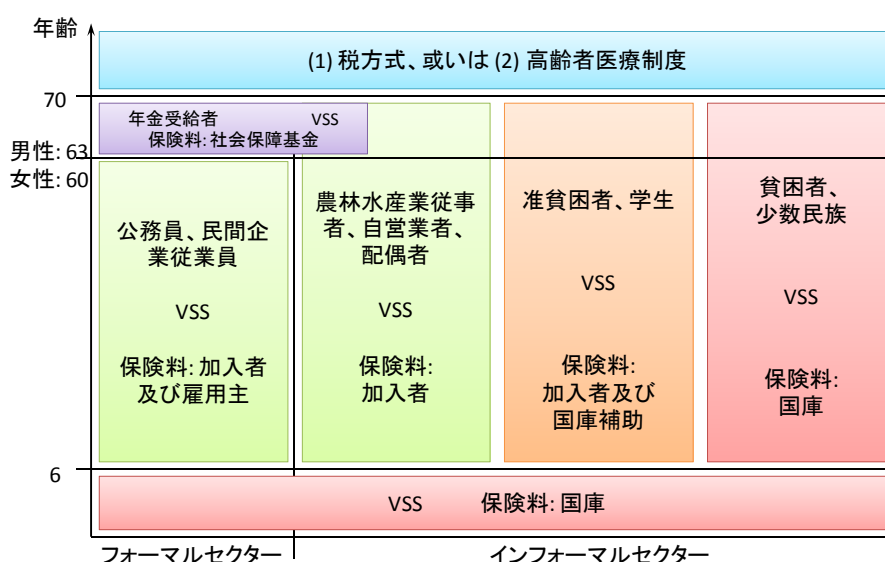 年齢
(1) 税方式、或いは (2) 高齢者医療制度
70
年金受給者 VSS
保険料: 社会保障基金
男性: 63
女性: 60
公務員、民間企
業従業員
VSS
保険料: 加入者
及び雇用主
農林水産業従事
者、自営業者、
配偶者
VSS
保険料:
加入者
准貧困者、学生
VSS
保険料:
加入者及び
国庫補助
貧困者、
少数民族
VSS
保険料:
国庫
6
VSS 保険料: 国庫
フォーマルセクター
インフォーマルセクター